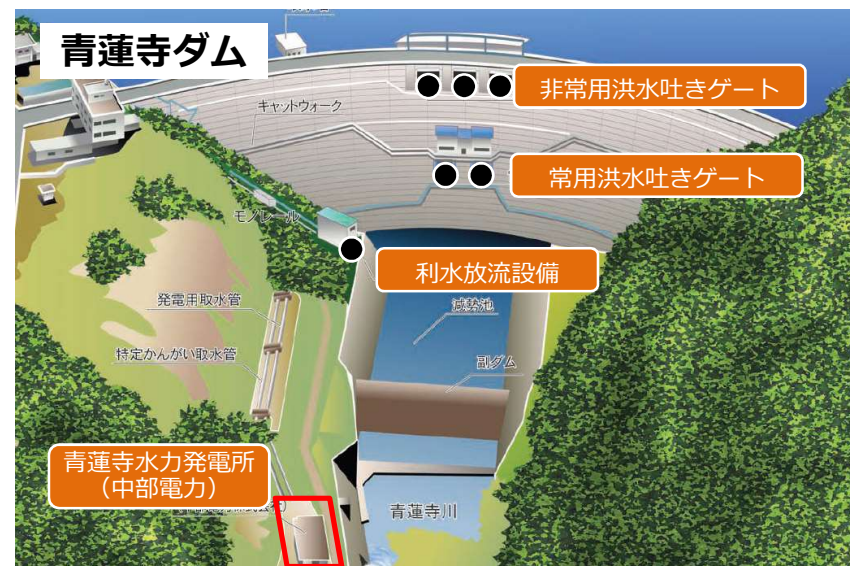 青蓮寺ダム
非常用洪水吐きゲート
キャットウォーク
常用洪水吐きゲート
モノレール
利水放流設備
発電用取水管
減勢池
特定かんがい取水管
副ダム
青蓮寺水力発電所
（中部電力）
青蓮寺川